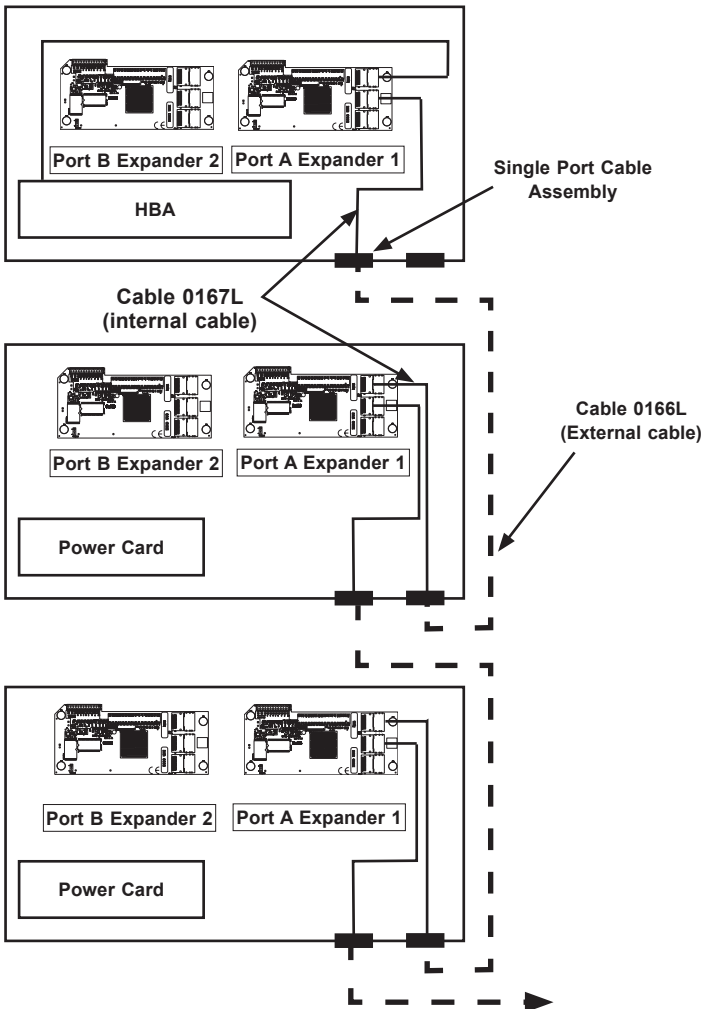 Port B Expander 2
Port A Expander 1
HBA
Single Port Cable
Assembly
Cable 0167L
(internal cable)
Port B Expander 2
Port A Expander 1
Power Card
Cable 0166L
(External cable)
Port B Expander 2
Port A Expander 1
Power Card